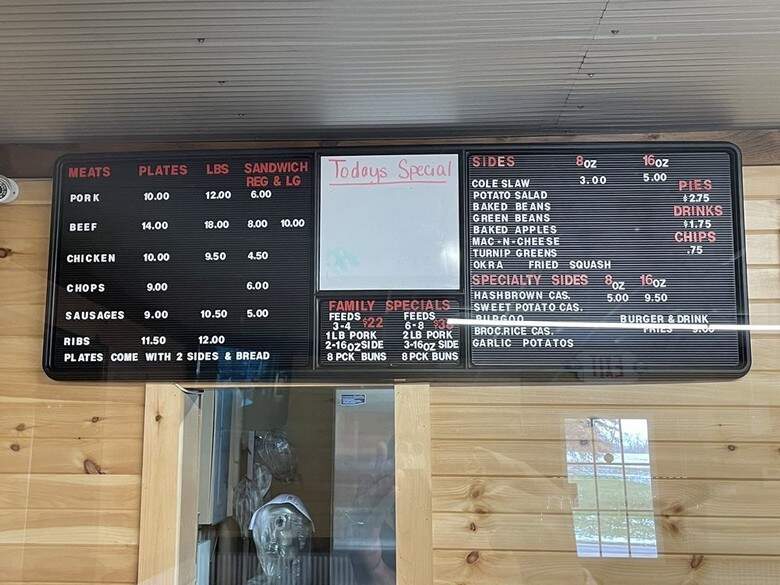 MEATS PLATES LBS SANDWICH
REG & LG
PORK 10.00 12.00 6.00
BEEF 14.00 18.00 8.00 10.00
CHICKEN 10.00 9.50 4.50
CHOPS 9.00 6.00
SAUSAGES 9.00 10.50 5.00
RIBS 11.50 12.00
PLATES COME WITH 2 SIDES & BREAD
Todays Special
FAMILY SPECIALS
FEEDS
3-4 $22
1LB PORK
2-16OZ SIDE
8 PCK BUNS
FEEDS
6-8
2LB PORK
3-16OZ SIDE
8 PCK BUNS
SIDES 8OZ 16OZ
COLE SLAW 3.00 5.00
POTATO SALAD
BAKED BEANS
GREEN BEANS
BAKED APPLES
MAC-N-CHEESE
TURNIP GREENS
OKRA FRIED SQUASH
PIES
$2.75
DRINKS
$1.75
CHIPS
.75
SPECIALTY SIDES 8OZ 16OZ
HASHBROWN CAS. 5.00 9.50
SWEET POTATO CAS.
BURGOO BURGER & DRINK
BROC.RICE CAS. FRIES
GARLIC POTATOS